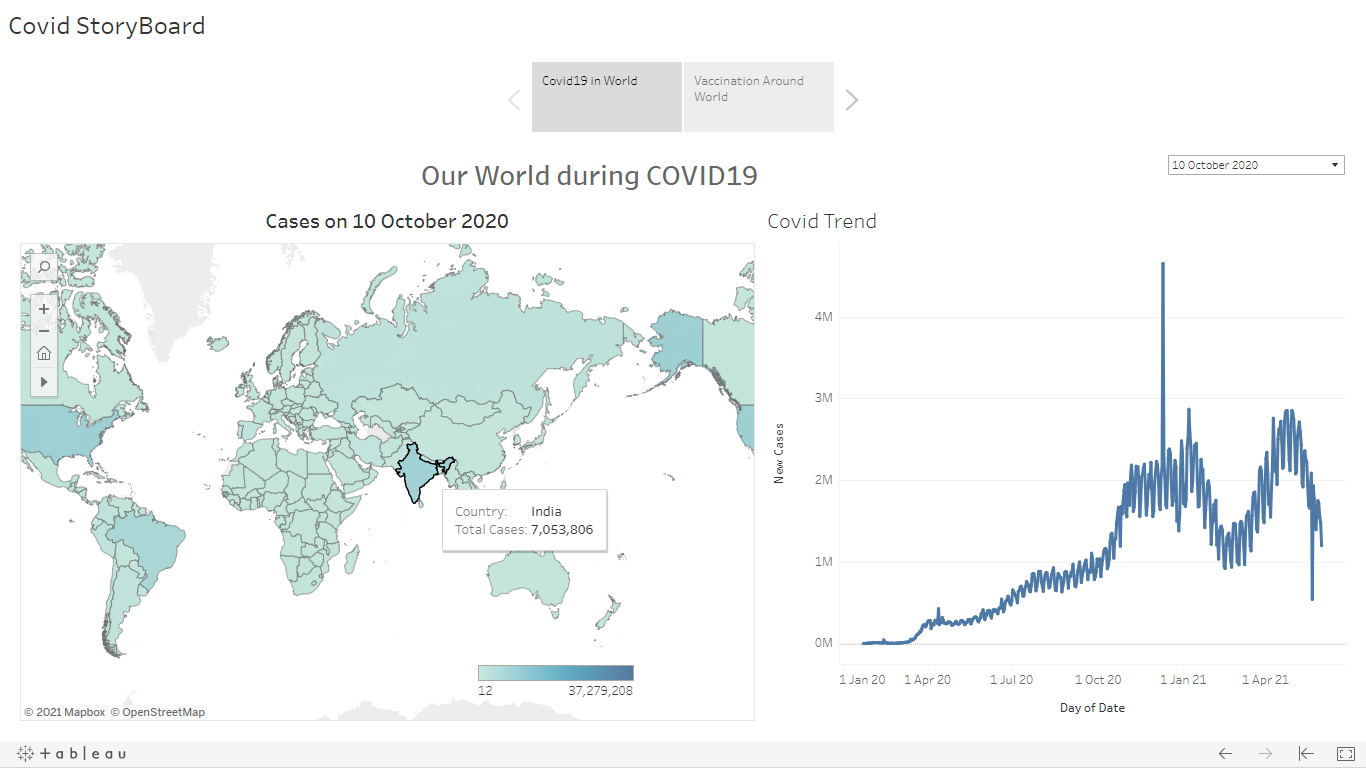 Covid StoryBoard
Covid19 in World
Vaccination Around
World
Our World during COVID19
10 October 2020
Cases on 10 October 2020
Covid Trend
Country: India
Total Cases: 7,053,806
12
37,279,208
© 2021 Mapbox © OpenStreetMap
New Cases
4M
3M
2M
1M
0M
1 Jan 20
1 Apr 20
1 Jul 20
1 Oct 20
1 Jan 21
1 Apr 21
Day of Date
+ableau